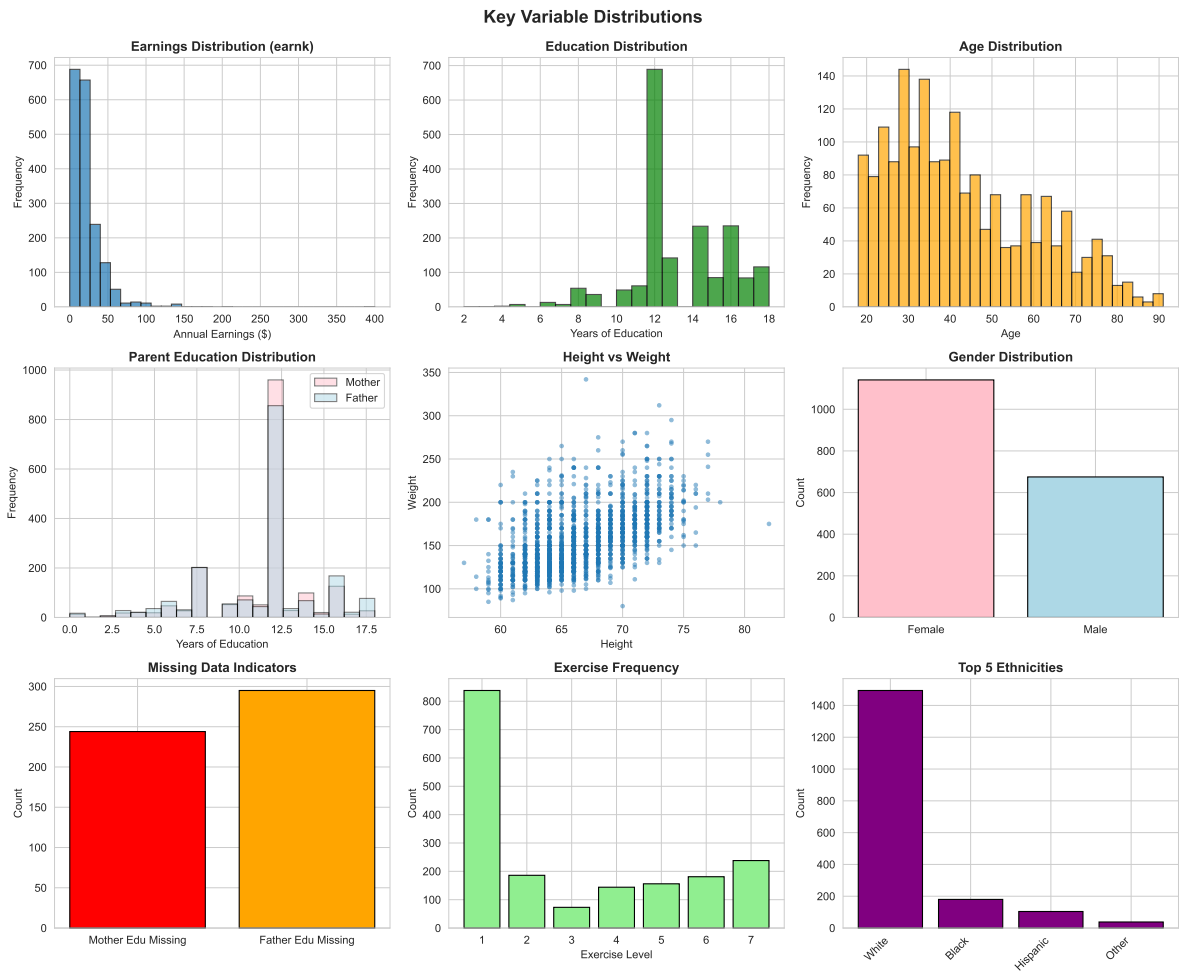 Key Variable Distributions
Earnings Distribution (earnk)
Frequency
700
600
500
400
300
200
100
0
0 50 100 150 200 250 300 350 400
Annual Earnings ($)
Education Distribution
Frequency
700
600
500
400
300
200
100
0
2 4 6 8 10 12 14 16 18
Years of Education
Age Distribution
Frequency
140
120
100
80
60
40
20
0
20 30 40 50 60 70 80 90
Age
Parent Education Distribution
Mother
Father
Frequency
1000
800
600
400
200
0
0.0 2.5 5.0 7.5 10.0 12.5 15.0 17.5
Years of Education
Height vs Weight
Weight
350
300
250
200
150
100
60 65 70 75 80
Height
Gender Distribution
Count
1000
800
600
400
200
0
Female Male
Missing Data Indicators
Count
300
250
200
150
100
50
0
Mother Edu Missing Father Edu Missing
Exercise Frequency
Count
800
700
600
500
400
300
200
100
0
1 2 3 4 5 6 7
Exercise Level
Top 5 Ethnicities
Count
1400
1200
1000
800
600
400
200
0
White Black Hispanic Other